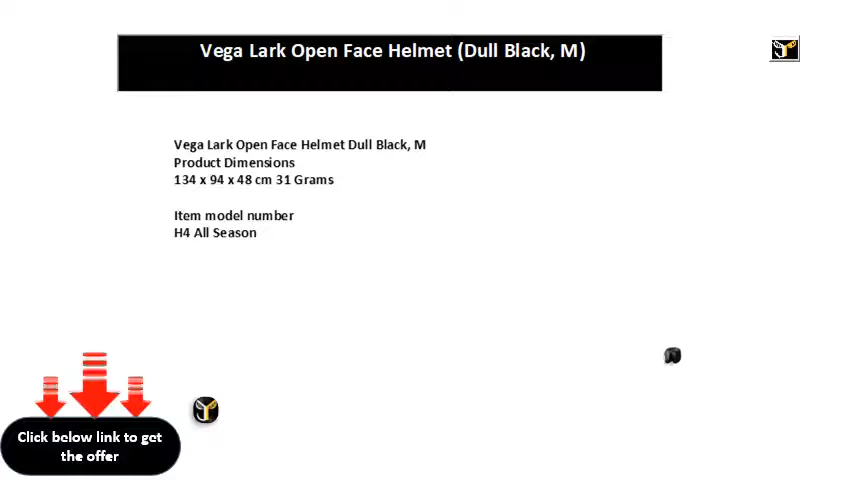 Vega Lark Open Face Helmet (Dull Black, M)
Vega Lark Open Face Helmet Dull Black, M
Product Dimensions
134 x 94 x 48 cm 31 Grams
Item model number
H4 All Season
Click below link to get
the offer